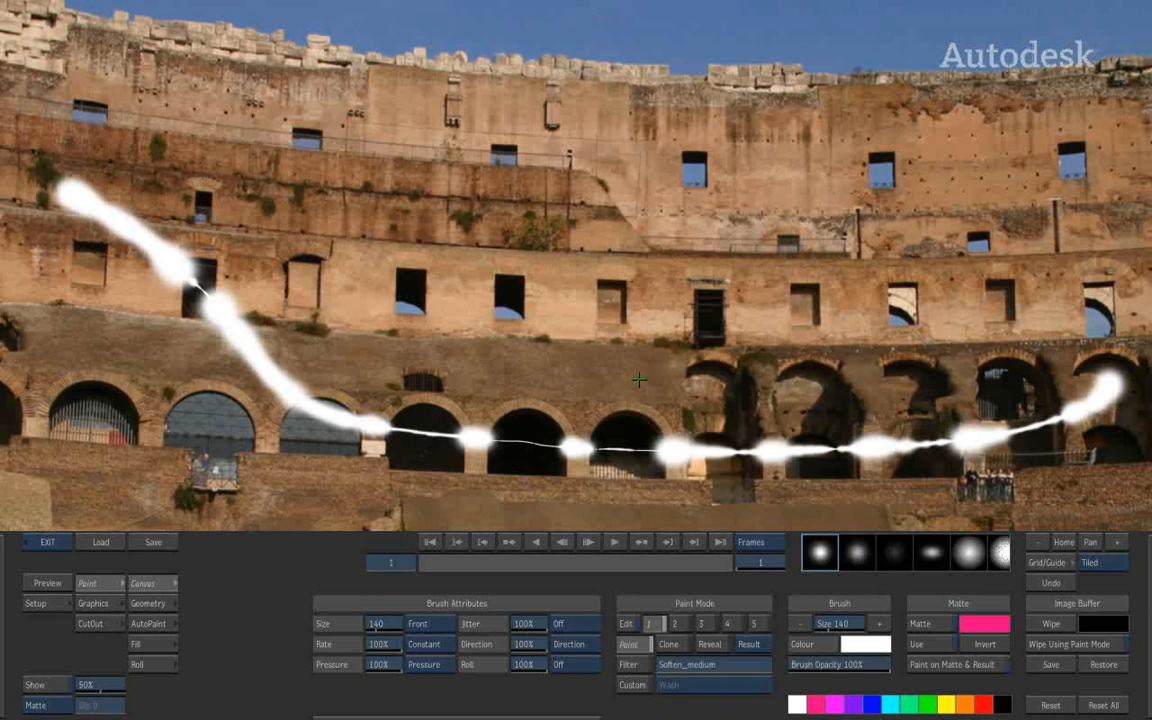 Autodesk
EXIT Load Save Frames - Home Pan +
1 1 Grid/Guide Tiled
Preview Paint Canvas Undo
Setup Graphics Geometry Brush Attributes Paint Mode Brush Matte Image Buffer
CutOut AutoPaint Size 140 Front Jitter 100% Off Edit 1 2 3 4 5 - Size 140 + Matte Wipe
Fill Rate 100% Constant Direction 100% Direction Paint Clone Reveal Result Colour Use Invert Wipe Using Paint Mode
Roll Pressure 100% Pressure Roll 100% Off Filter Soften_medium Brush Opacity 100% Paint on Matte & Result Save Restore
Show 50% Custom Wash
Matte Reset Reset All